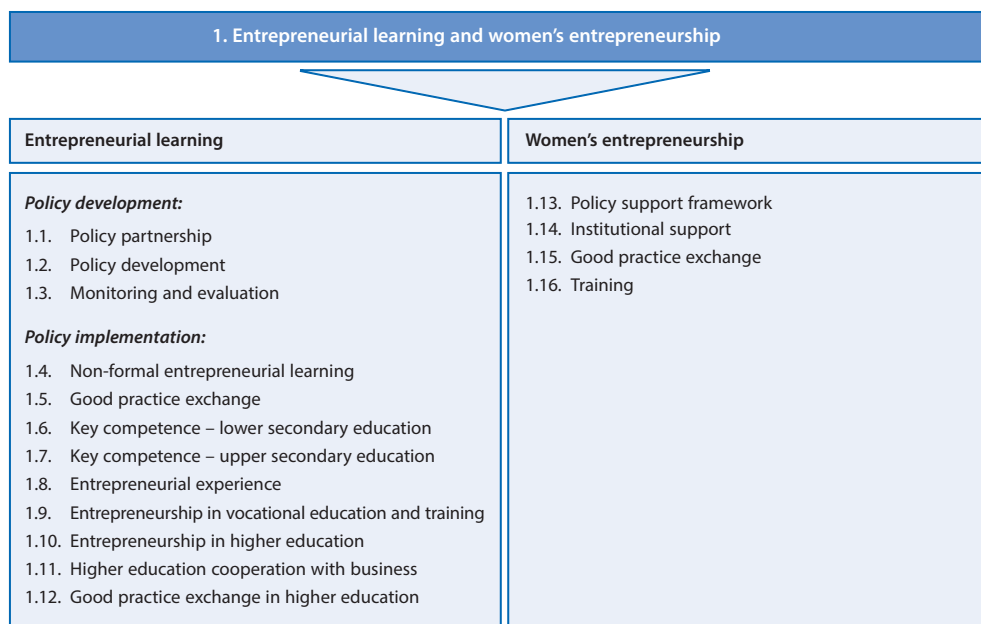 1. Entrepreneurial learning and women’s entrepreneurship
Entrepreneurial learning
Women’s entrepreneurship
Policy development:
1.1. Policy partnership
1.2. Policy development
1.3. Monitoring and evaluation
Policy implementation:
1.4. Non-formal entrepreneurial learning
1.5. Good practice exchange
1.6. Key competence – lower secondary education
1.7. Key competence – upper secondary education
1.8. Entrepreneurial experience
1.9. Entrepreneurship in vocational education and training
1.10. Entrepreneurship in higher education
1.11. Higher education cooperation with business
1.12. Good practice exchange in higher education
1.13. Policy support framework
1.14. Institutional support
1.15. Good practice exchange
1.16. Training